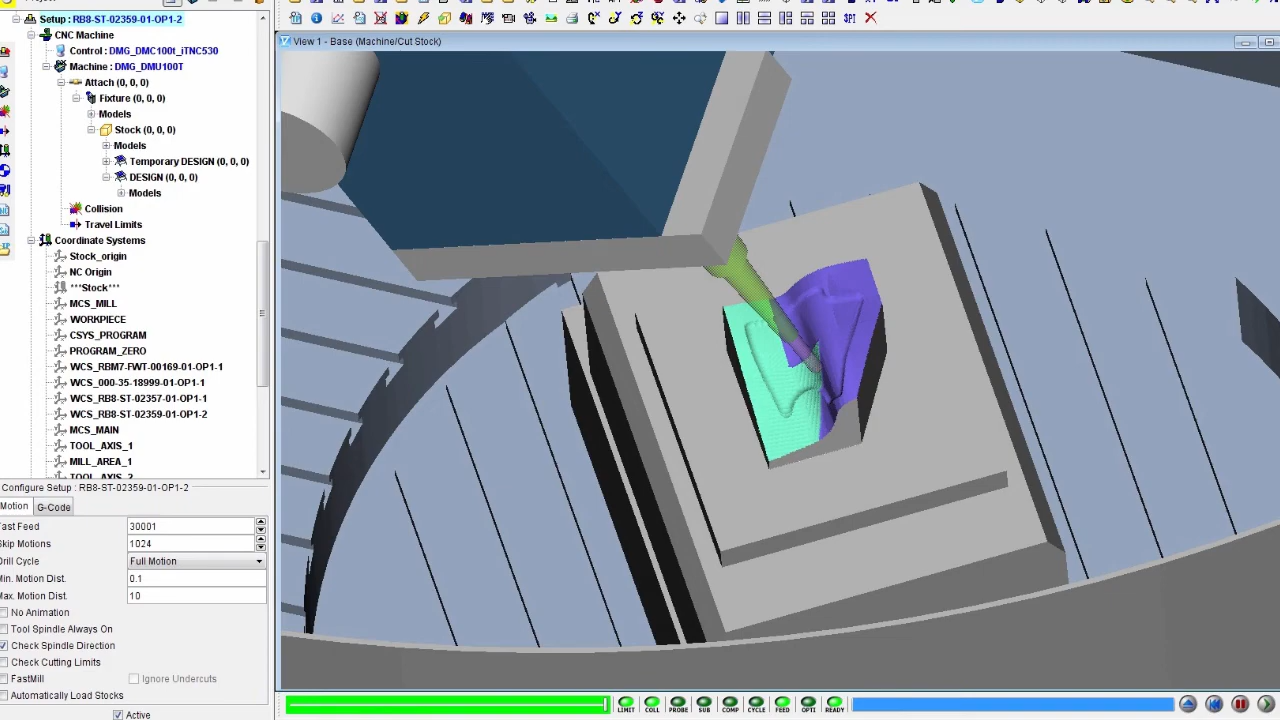 Setup : RB8-ST-02359-01-OP1-2
CNC Machine
Control : DMG_DMC100t_iTNC530
Machine : DMG_DMU100T
Attach (0, 0, 0)
Fixture (0, 0, 0)
Models
Stock (0, 0, 0)
Models
Temporary DESIGN (0, 0, 0)
DESIGN (0, 0, 0)
Models
Collision
Travel Limits
Coordinate Systems
Stock_origin
NC Origin
***Stock***
MCS_MILL
WORKPIECE
CSYS_PROGRAM
PROGRAM_ZERO
WCS_RBM7-FWT-00169-01-OP1-1
WCS_000-35-18999-01-OP1-1
WCS_RB8-ST-02357-01-OP1-1
WCS_RB8-ST-02359-01-OP1-2
MCS_MAIN
TOOL_AXIS_1
MILL_AREA_1
TOOL_AXIS_2
Configure Setup : RB8-ST-02359-01-OP1-2
Motion G-Code
Fast Feed 30001
Skip Motions 1024
Drill Cycle Full Motion
Min. Motion Dist. 0.1
Max. Motion Dist. 10
No Animation
Tool Spindle Always On
Check Spindle Direction
Check Cutting Limits
FastMill Ignore Undercuts
Automatically Load Stocks
Active
View 1 - Base (Machine/Cut Stock)
LIMIT COLL PROBE SUB COMP CYCLE FEED OPTI READY